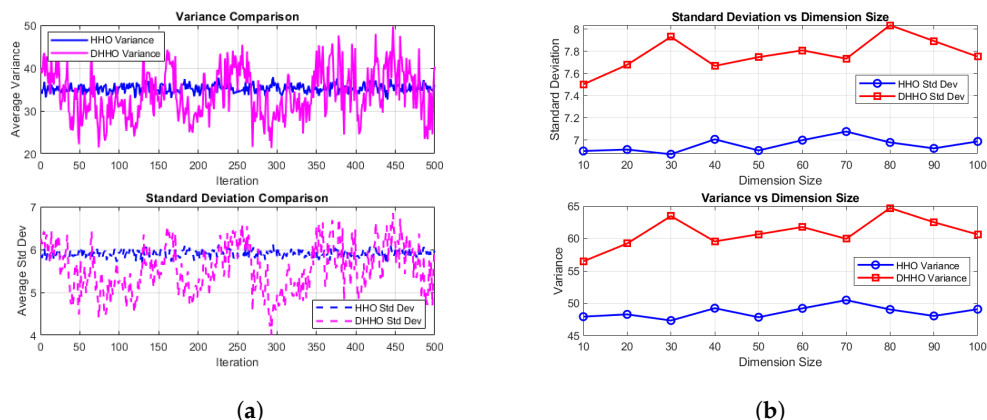 Variance Comparison
50
40
30
20
Average Variance
HHO Variance
DHHO Variance
0 50 100 150 200 250 300 350 400 450 500
Iteration
Standard Deviation Comparison
7
6
5
4
Average Std Dev
HHO Std Dev
DHHO Std Dev
0 50 100 150 200 250 300 350 400 450 500
Iteration
(a)
Standard Deviation vs Dimension Size
8
7.8
7.6
7.4
7.2
7
Standard Deviation
HHO Std Dev
DHHO Std Dev
10 20 30 40 50 60 70 80 90 100
Dimension Size
Variance vs Dimension Size
65
60
55
50
45
Variance
HHO Variance
DHHO Variance
10 20 30 40 50 60 70 80 90 100
Dimension Size
(b)